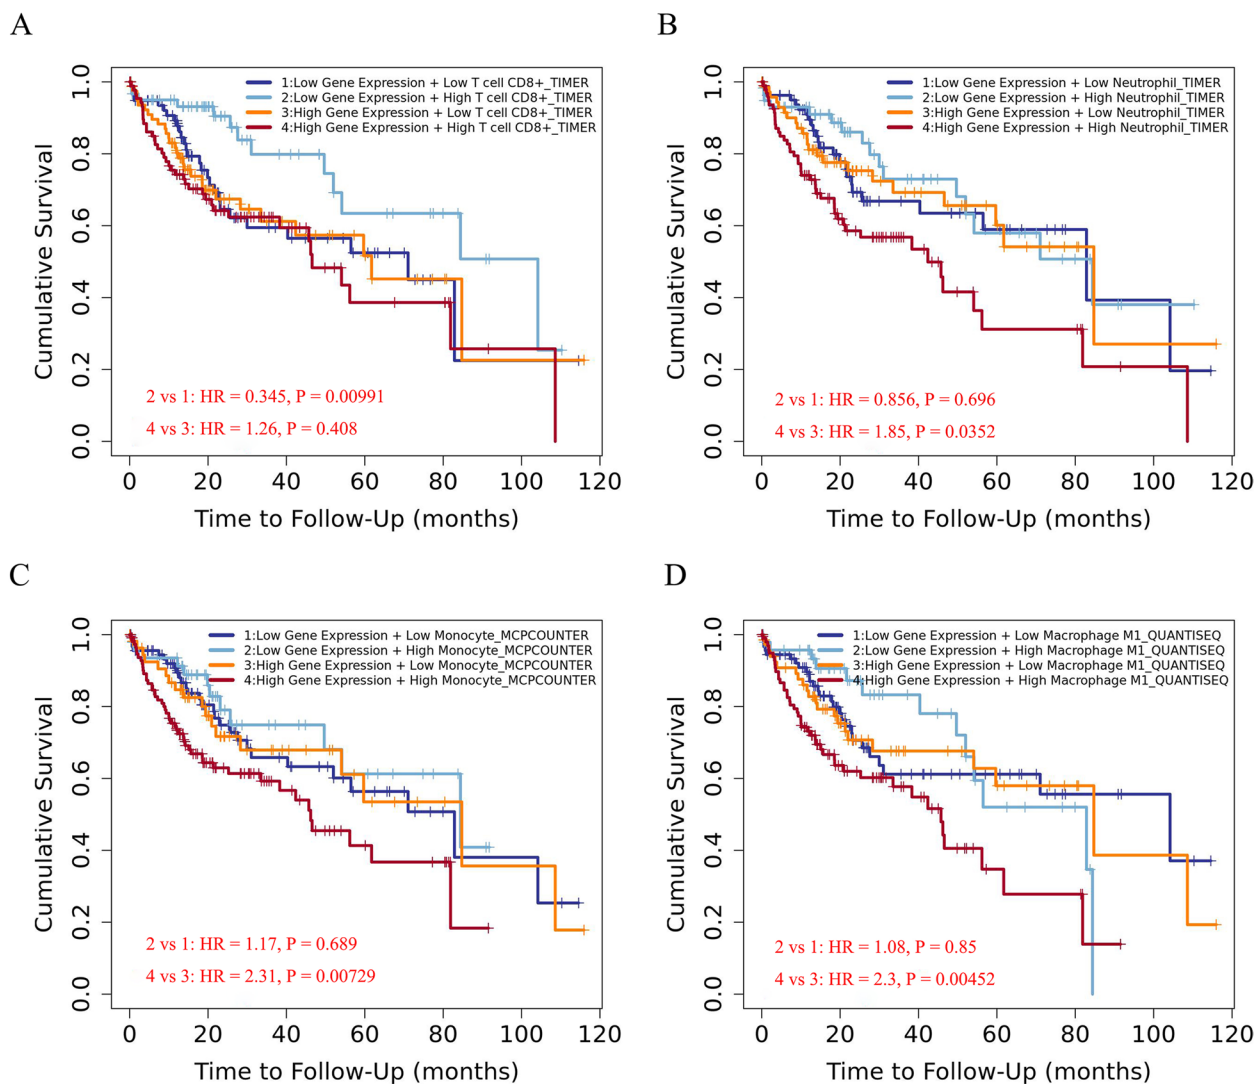 A
1:Low Gene Expression + Low T cell CD8+_TIMER
2:Low Gene Expression + High T cell CD8+_TIMER
3:High Gene Expression + Low T cell CD8+_TIMER
4:High Gene Expression + High T cell CD8+_TIMER
Cumulative Survival
1.0
0.8
0.6
0.4
0.2
0.0
2 vs 1: HR = 0.345, P = 0.00991
4 vs 3: HR = 1.26, P = 0.408
0 20 40 60 80 100 120
Time to Follow-Up (months)
B
1:Low Gene Expression + Low Neutrophil_TIMER
2:Low Gene Expression + High Neutrophil_TIMER
3:High Gene Expression + Low Neutrophil_TIMER
4:High Gene Expression + High Neutrophil_TIMER
Cumulative Survival
1.0
0.8
0.6
0.4
0.2
0.0
2 vs 1: HR = 0.856, P = 0.696
4 vs 3: HR = 1.85, P = 0.0352
0 20 40 60 80 100 120
Time to Follow-Up (months)
C
1:Low Gene Expression + Low Monocyte_MCPCOUNTER
2:Low Gene Expression + High Monocyte_MCPCOUNTER
3:High Gene Expression + Low Monocyte_MCPCOUNTER
4:High Gene Expression + High Monocyte_MCPCOUNTER
Cumulative Survival
1.0
0.8
0.6
0.4
0.2
0.0
2 vs 1: HR = 1.17, P = 0.689
4 vs 3: HR = 2.31, P = 0.00729
0 20 40 60 80 100 120
Time to Follow-Up (months)
D
1:Low Gene Expression + Low Macrophage M1_QUANTISEQ
2:Low Gene Expression + High Macrophage M1_QUANTISEQ
3:High Gene Expression + Low Macrophage M1_QUANTISEQ
4:High Gene Expression + High Macrophage M1_QUANTISEQ
Cumulative Survival
1.0
0.8
0.6
0.4
0.2
0.0
2 vs 1: HR = 1.08, P = 0.85
4 vs 3: HR = 2.3, P = 0.00452
0 20 40 60 80 100 120
Time to Follow-Up (months)